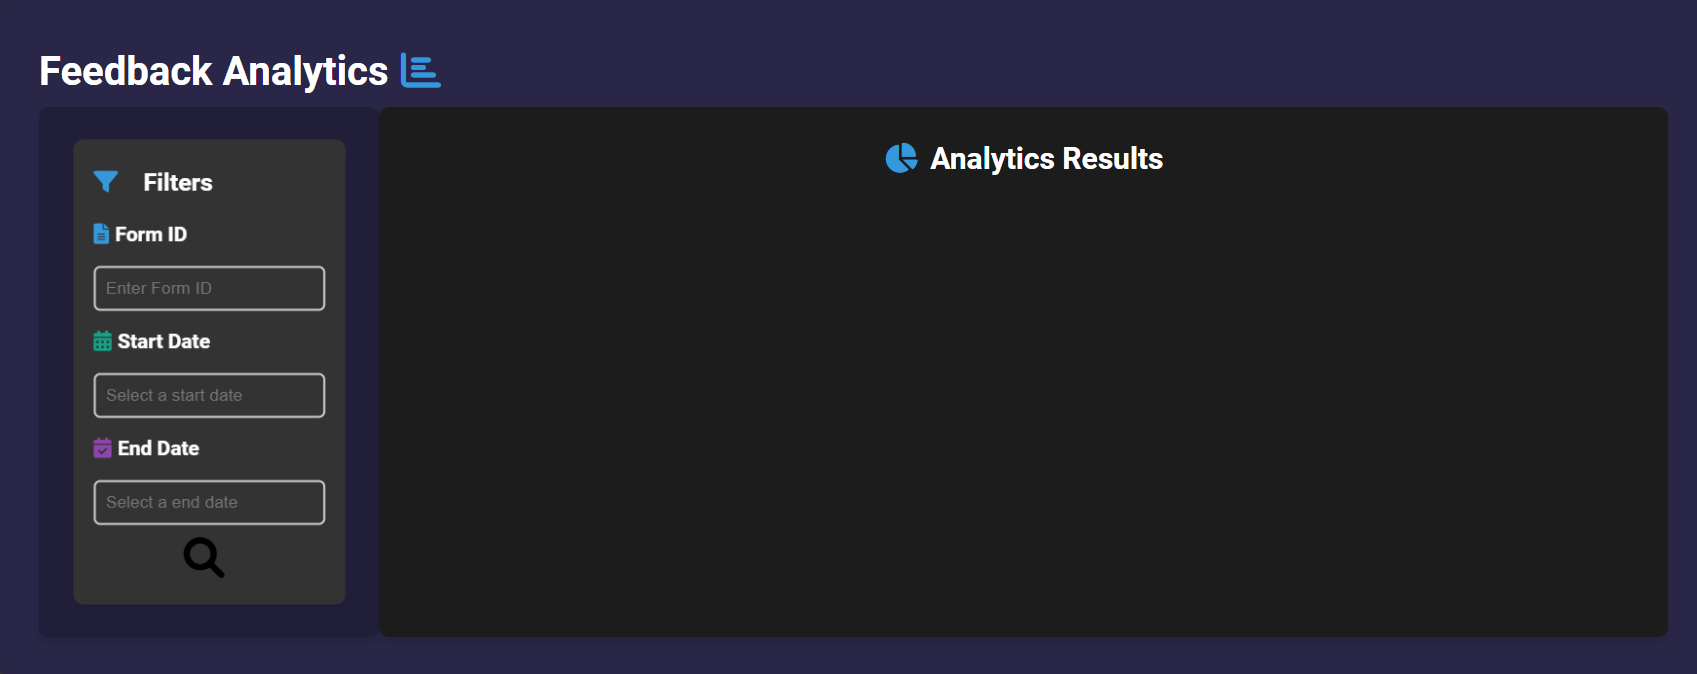 Feedback Analytics
Filters
Form ID
Enter Form ID
Start Date
Select a start date
End Date
Select a end date
Analytics Results